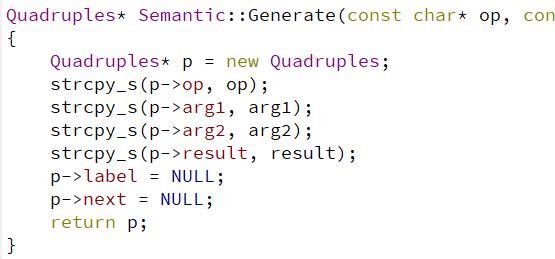 Quadruples* Semantic::Generate(const char* op, con
{
    Quadruples* p = new Quadruples;
    strcpy_s(p->op, op);
    strcpy_s(p->arg1, arg1);
    strcpy_s(p->arg2, arg2);
    strcpy_s(p->result, result);
    p->label = NULL;
    p->next = NULL;
    return p;
}